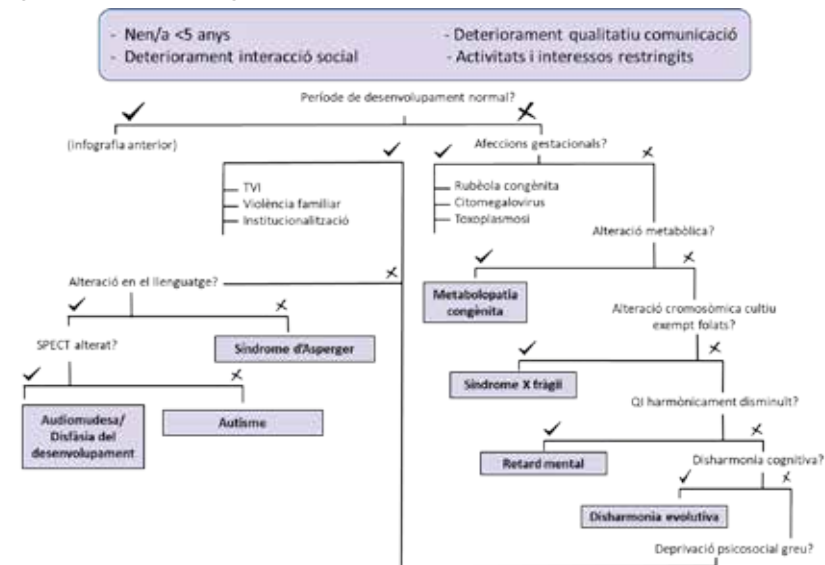 - Nen/a <5 anys
- Deteriorament interacció social
- Deteriorament qualitatiu comunicació
- Activitats i interessos restringits
Període de desenvolupament normal?
(Infografia anterior)
Afeccions gestacionals?
TVI
Violència familiar
Institucionalització
Rubèola congènita
Citomegalovirus
Toxoplasmosi
Alteració metabòlica?
Alteració en el llenguatge?
Metabolopatia
congènita
Alteració cromosòmica cultiu
exempt folats?
SPECT alterat?
Síndrome d'Asperger
Síndrome X fràgil
QI harmònicament disminuït?
Audiomudesa/
Disfàsia del
desenvolupament
Autisme
Retard mental
Disharmonia cognitiva?
Disharmonia evolutiva
Deprivació psicosocial greu?